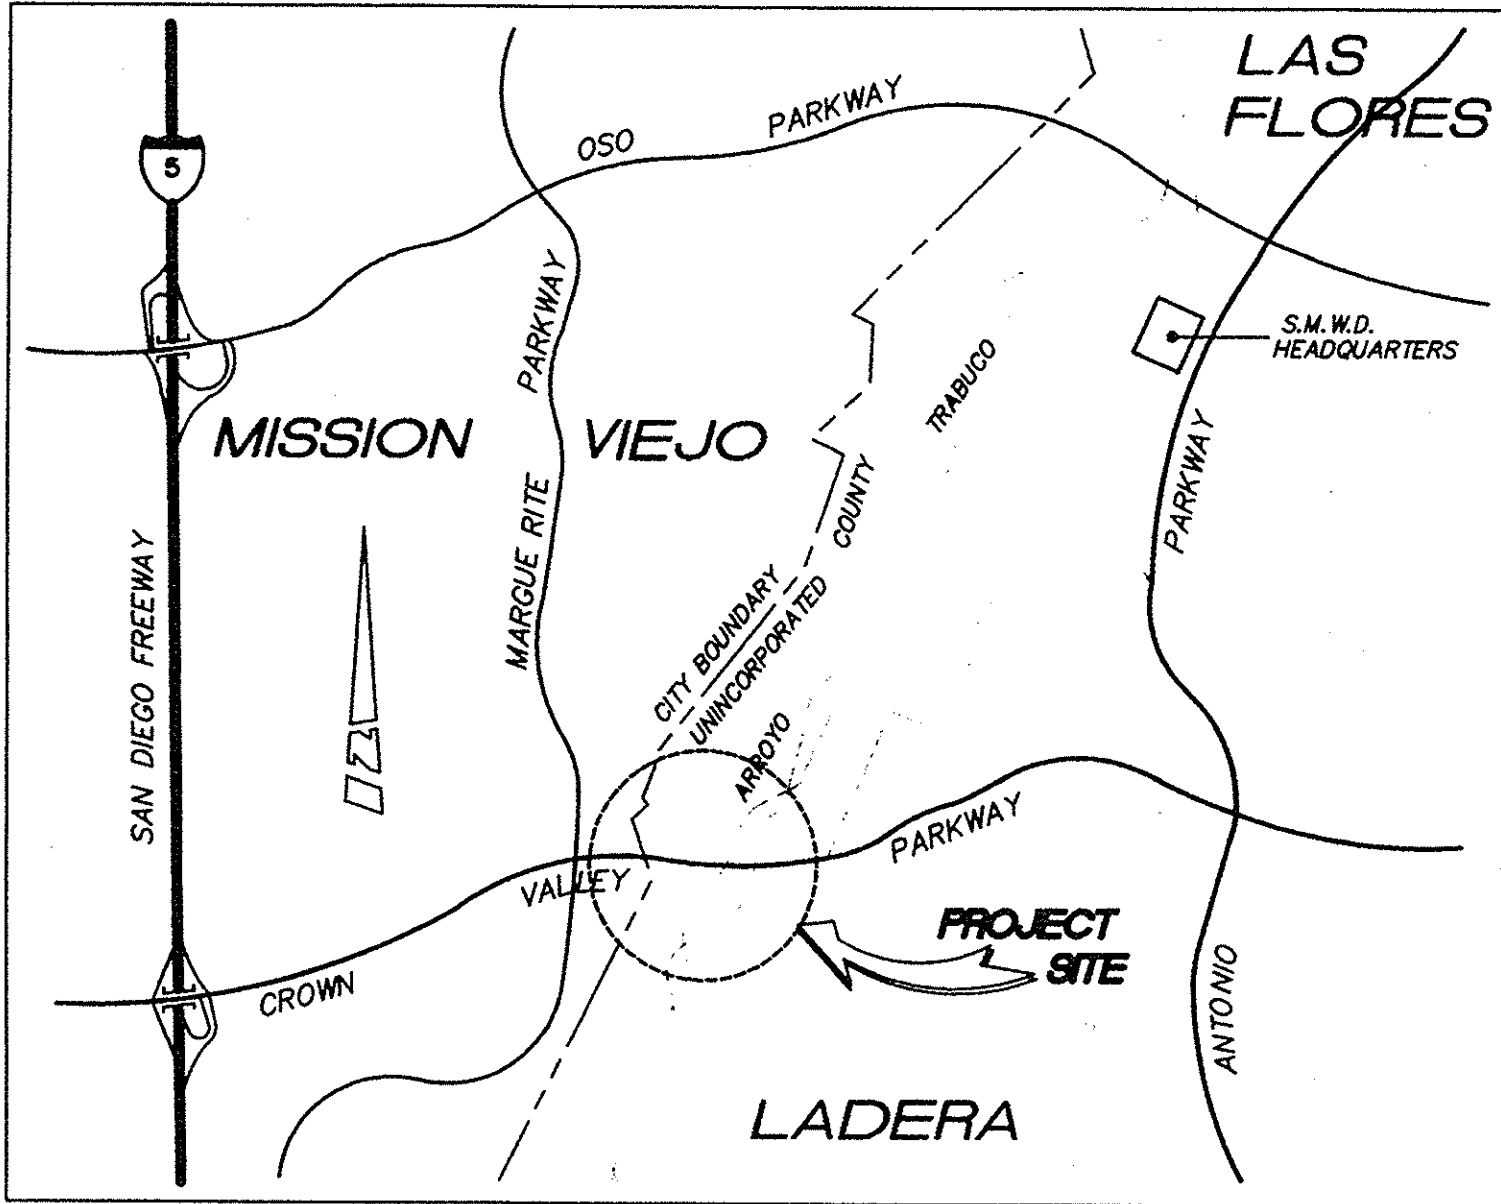 LAS
FLORES
PARKWAY
OSO
5
PARKWAY
S.M.W.D.
HEADQUARTERS
TRABUCO
MISSION VIEJO
PARKWAY
COUNTY
MARGUE RITE
SAN DIEGO FREEWAY
CITY BOUNDARY
UNINCORPORATED
N
ARROYO
PARKWAY
VALLEY
CROWN
PROJECT
SITE
ANTONIO
LADERA